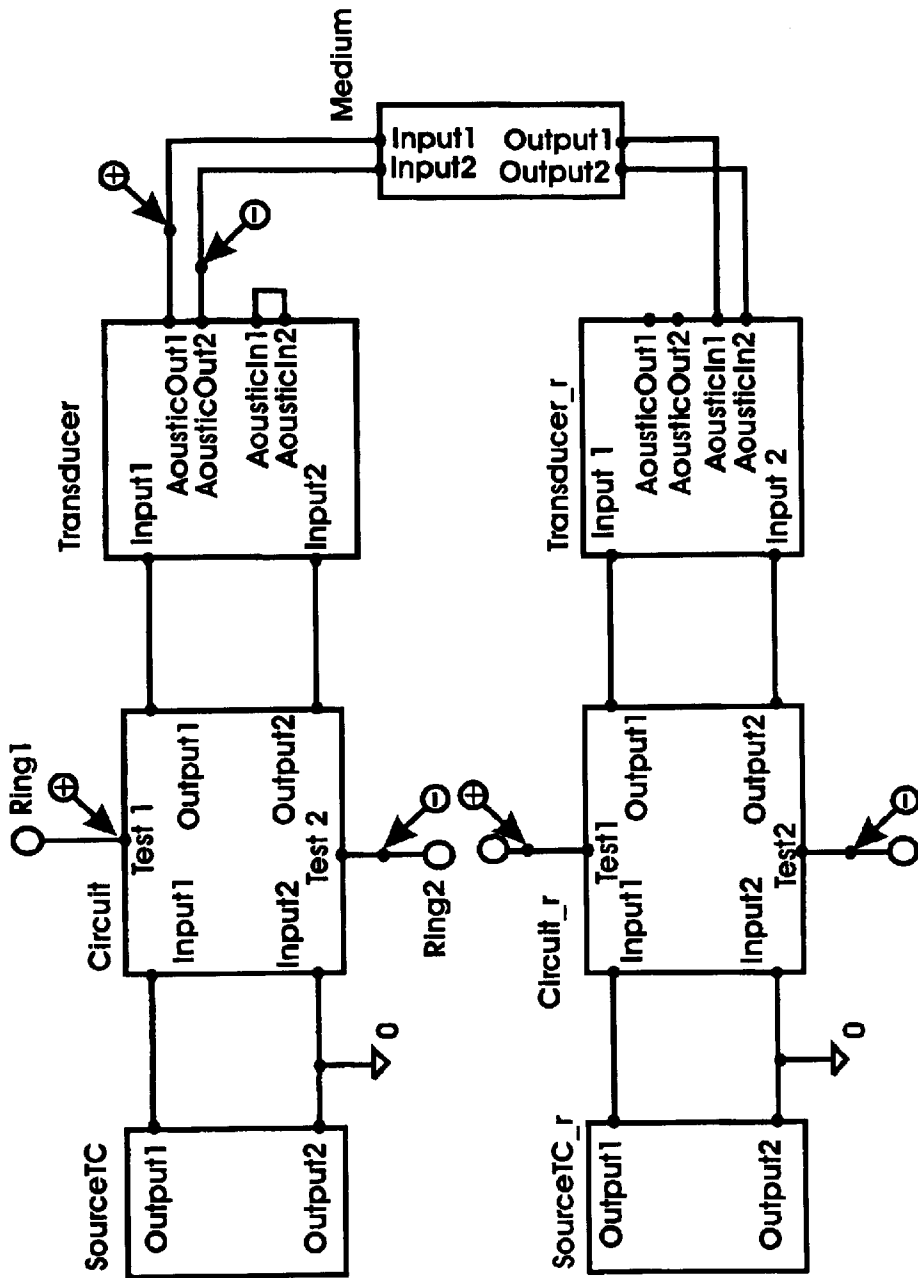 SourceTC
Output1
Output2
0
Circuit
Input1
Input2
Test 1
Test 2
Output1
Output2
Ring1
+
Ring2
−
Transducer
Input1
Input2
AousticOut1
AousticOut2
AousticIn1
AousticIn2
+
−
Medium
Input1
Input2
Output1
Output2
SourceTC_r
Output1
Output2
0
Circuit_r
Input1
Input2
Test1
Test2
Output1
Output2
+
−
Transducer_r
Input 1
Input 2
AousticOut1
AousticOut2
AousticIn1
AousticIn2